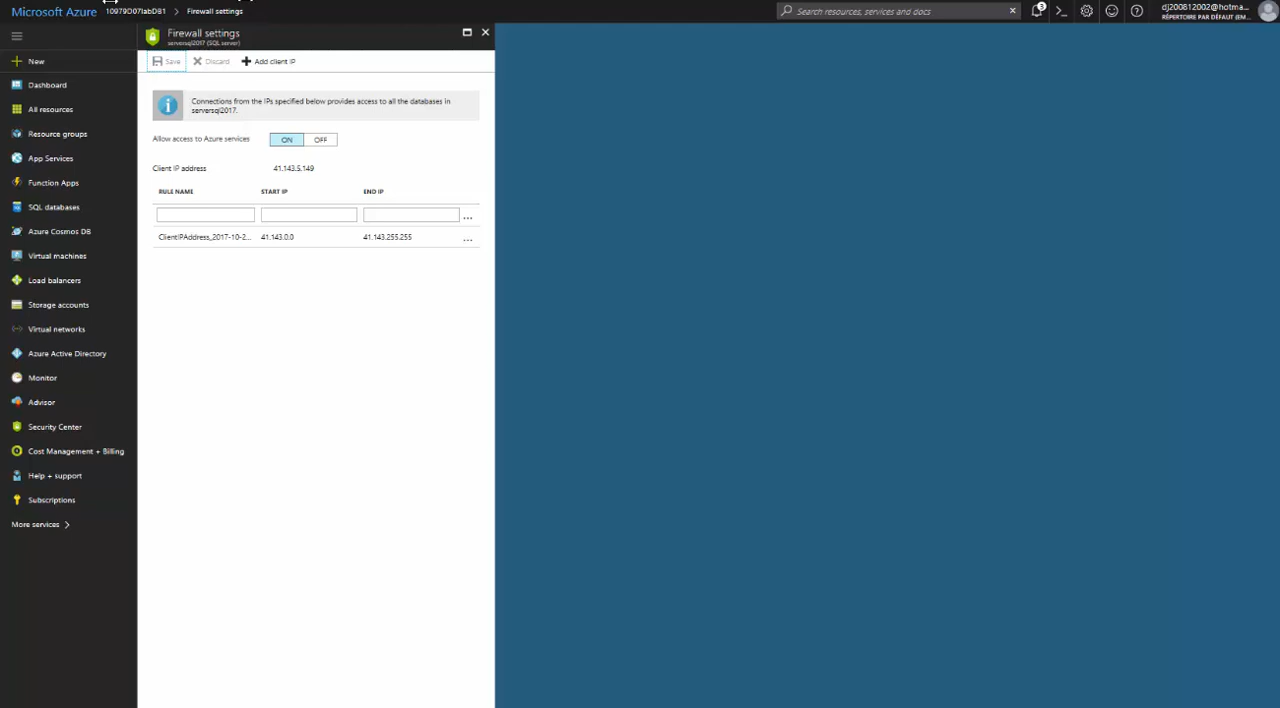 Microsoft Azure 10979D07labDB1 > Firewall settings
Search resources, services and docs
3
dj200812002@hotma...
RÉPERTOIRE PAR DÉFAUT (EM...
Firewall settings
serversql2017 (SQL server)
Save Discard Add client IP
Connections from the IPs specified below provides access to all the databases in
serversql2017.
Allow access to Azure services ON OFF
Client IP address 41.143.5.149
RULE NAME START IP END IP
...
ClientIPAddress_2017-10-2... 41.143.0.0 41.143.255.255 ...
New
Dashboard
All resources
Resource groups
App Services
Function Apps
SQL databases
Azure Cosmos DB
Virtual machines
Load balancers
Storage accounts
Virtual networks
Azure Active Directory
Monitor
Advisor
Security Center
Cost Management + Billing
Help + support
Subscriptions
More services >